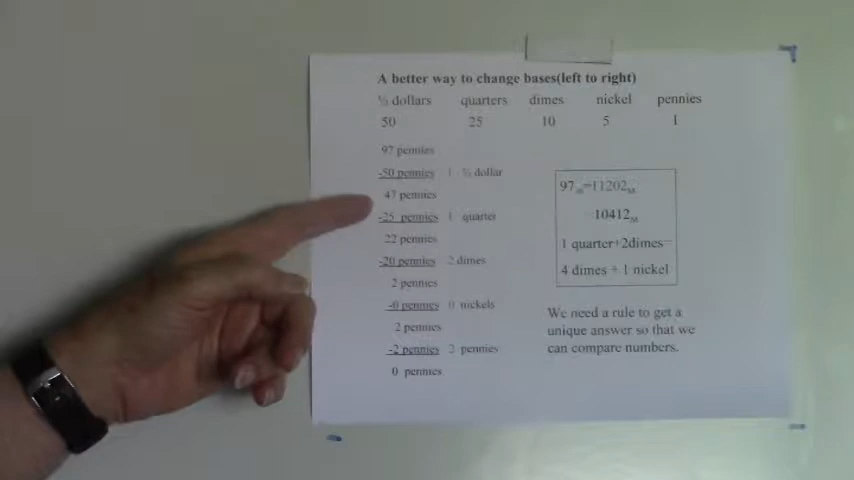 A better way to change bases(left to right)
½ dollars quarters dimes nickel pennies
50 25 10 5 1
97 pennies
-50 pennies 1 ½ dollar
47 pennies
-25 pennies 1 quarter
22 pennies
-20 pennies 2 dimes
2 pennies
-0 pennies 0 nickels
2 pennies
-2 pennies 2 pennies
0 pennies
97 =11202M
10412M
1 quarter+2dimes=
4 dimes + 1 nickel
We need a rule to get a
unique answer so that we
can compare numbers.